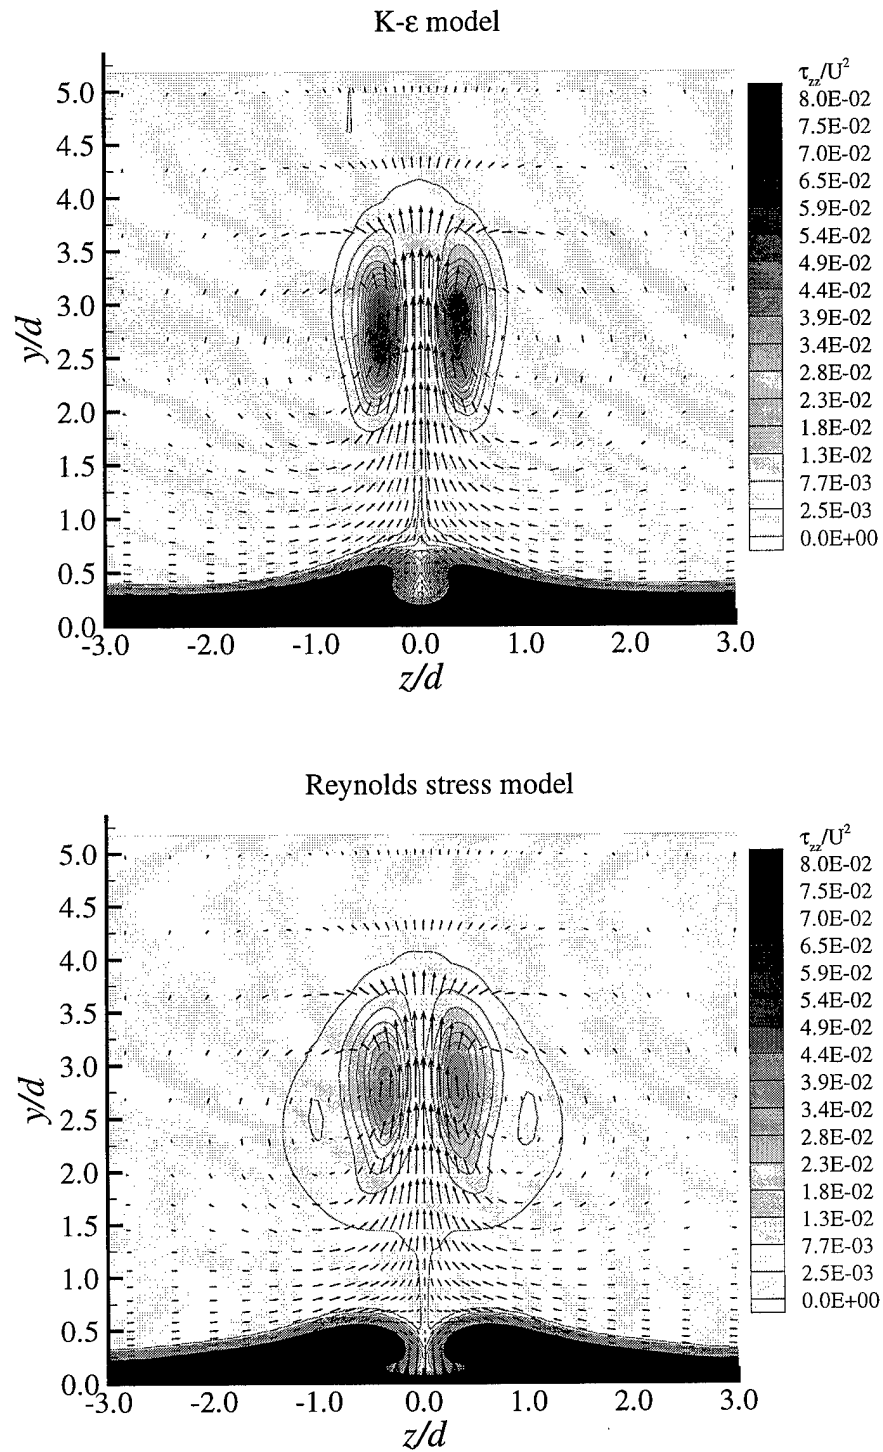 K-ε model
τzz/U²
8.0E-02
7.5E-02
7.0E-02
6.5E-02
5.9E-02
5.4E-02
4.9E-02
4.4E-02
3.9E-02
3.4E-02
2.8E-02
2.3E-02
1.8E-02
1.3E-02
7.7E-03
2.5E-03
0.0E+00
y/d
5.0
4.5
4.0
3.5
3.0
2.5
2.0
1.5
1.0
0.5
0.0
-3.0 -2.0 -1.0 0.0 1.0 2.0 3.0
z/d
Reynolds stress model
τzz/U²
8.0E-02
7.5E-02
7.0E-02
6.5E-02
5.9E-02
5.4E-02
4.9E-02
4.4E-02
3.9E-02
3.4E-02
2.8E-02
2.3E-02
1.8E-02
1.3E-02
7.7E-03
2.5E-03
0.0E+00
y/d
5.0
4.5
4.0
3.5
3.0
2.5
2.0
1.5
1.0
0.5
0.0
-3.0 -2.0 -1.0 0.0 1.0 2.0 3.0
z/d